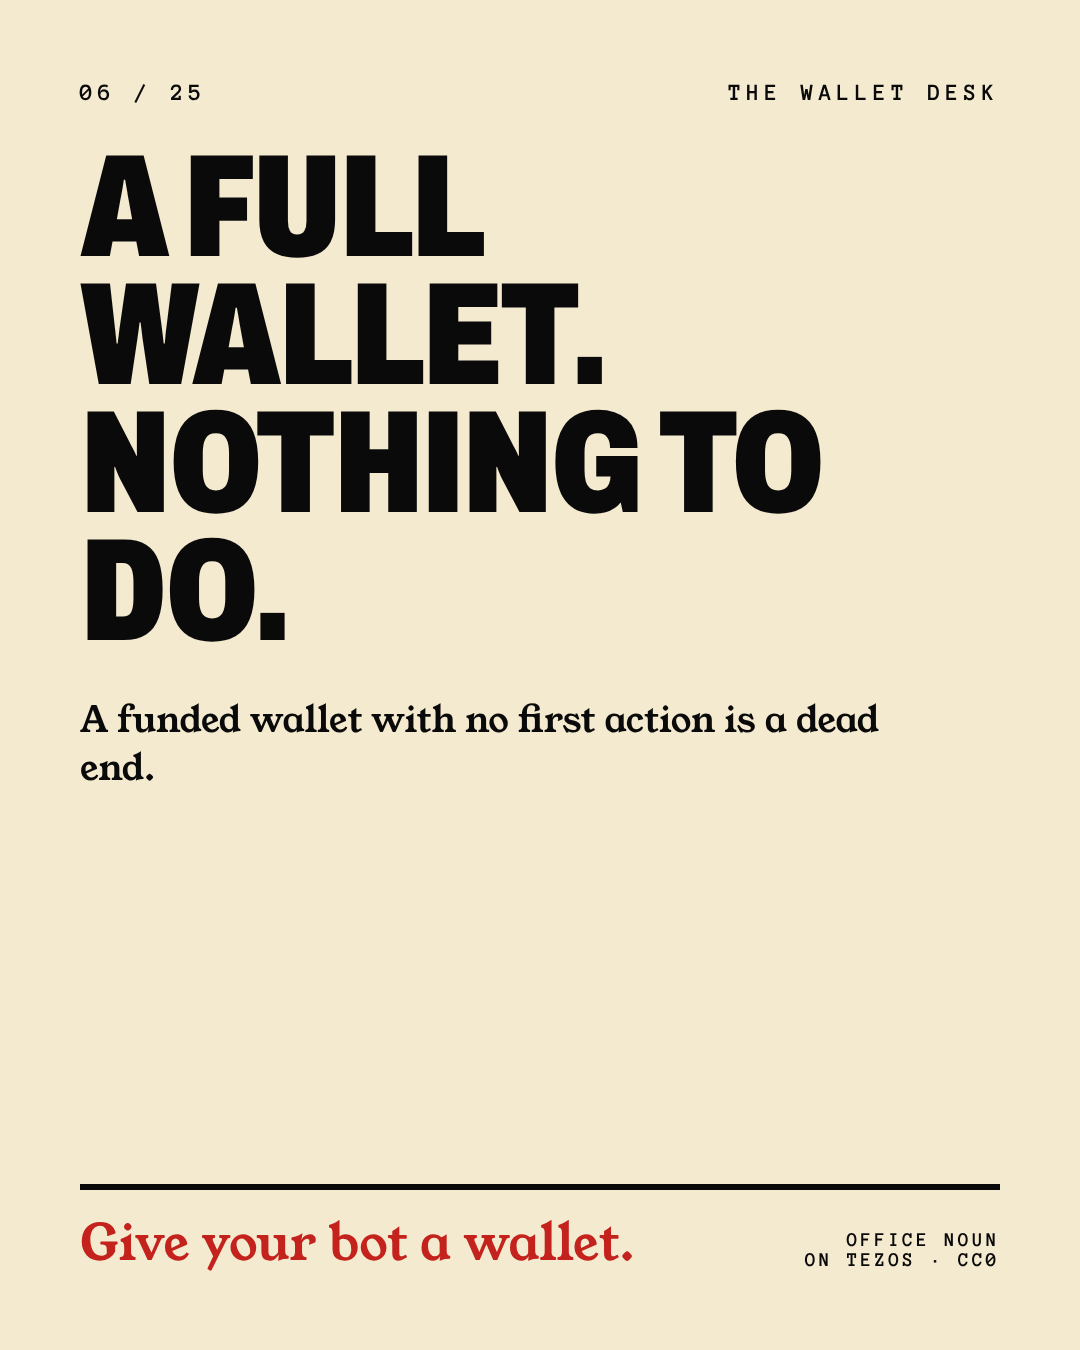 06 / 25
THE WALLET DESK
A FULL
WALLET.
NOTHING TO
DO.
A funded wallet with no first action is a dead
end.
Give your bot a wallet.
OFFICE NOUN
ON TEZOS · CC0